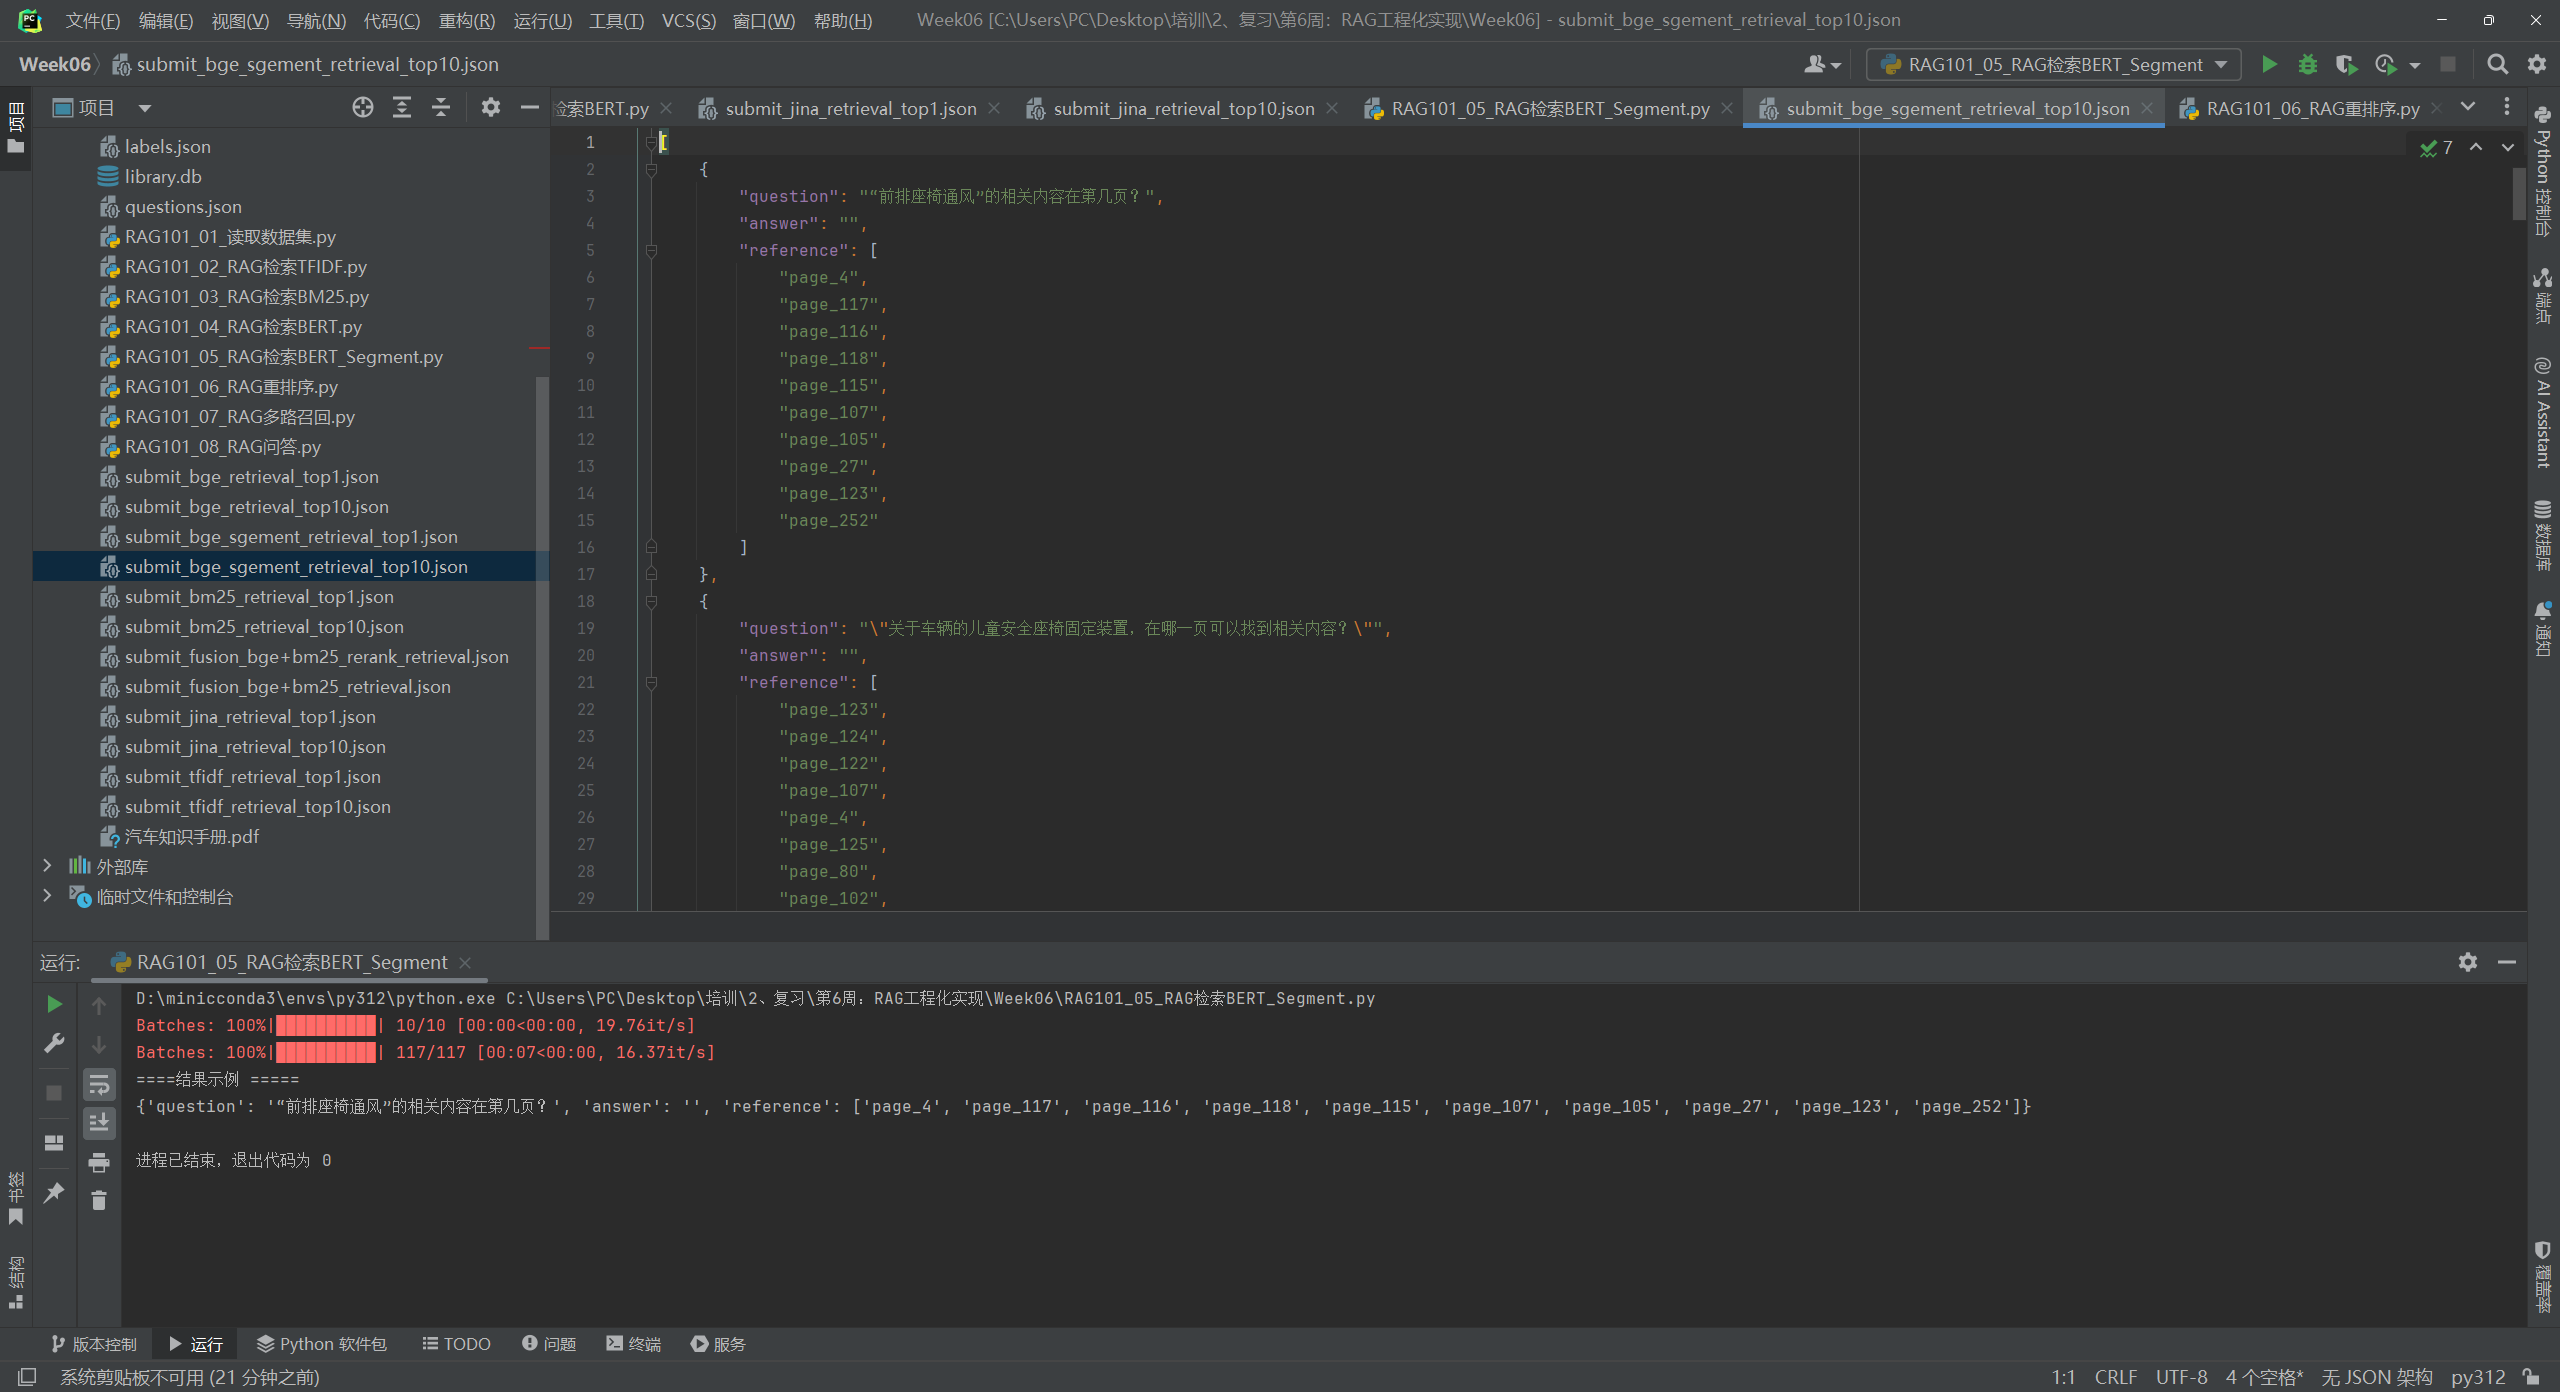 文件(F) 编辑(E) 视图(V) 导航(N) 代码(C) 重构(R) 运行(U) 工具(T) VCS(S) 窗口(W) 帮助(H) Week06 [C:\Users\PC\Desktop\培训\2、复习\第6周：RAG工程化实现\Week06] - submit_bge_sgement_retrieval_top10.json
Week06 submit_bge_sgement_retrieval_top10.json
RAG101_05_RAG检索BERT_Segment
项目
检索BERT.py submit_jina_retrieval_top1.json submit_jina_retrieval_top10.json RAG101_05_RAG检索BERT_Segment.py submit_bge_sgement_retrieval_top10.json RAG101_06_RAG重排序.py
labels.json
library.db
questions.json
RAG101_01_读取数据集.py
RAG101_02_RAG检索TFIDF.py
RAG101_03_RAG检索BM25.py
RAG101_04_RAG检索BERT.py
RAG101_05_RAG检索BERT_Segment.py
RAG101_06_RAG重排序.py
RAG101_07_RAG多路召回.py
RAG101_08_RAG问答.py
submit_bge_retrieval_top1.json
submit_bge_retrieval_top10.json
submit_bge_sgement_retrieval_top1.json
submit_bge_sgement_retrieval_top10.json
submit_bm25_retrieval_top1.json
submit_bm25_retrieval_top10.json
submit_fusion_bge+bm25_rerank_retrieval.json
submit_fusion_bge+bm25_retrieval.json
submit_jina_retrieval_top1.json
submit_jina_retrieval_top10.json
submit_tfidf_retrieval_top1.json
submit_tfidf_retrieval_top10.json
汽车知识手册.pdf
外部库
临时文件和控制台
7
1 [
2 {
3 "question": "“前排座椅通风”的相关内容在第几页？",
4 "answer": "",
5 "reference": [
6 "page_4",
7 "page_117",
8 "page_116",
9 "page_118",
10 "page_115",
11 "page_107",
12 "page_105",
13 "page_27",
14 "page_123",
15 "page_252"
16 ]
17 },
18 {
19 "question": "\"关于车辆的儿童安全座椅固定装置，在哪一页可以找到相关内容？\"",
20 "answer": "",
21 "reference": [
22 "page_123",
23 "page_124",
24 "page_122",
25 "page_107",
26 "page_4",
27 "page_125",
28 "page_80",
29 "page_102",
项目
书签
结构
Python 控制台
端点
AI Assistant
数据库
通知
覆盖率
运行: RAG101_05_RAG检索BERT_Segment
D:\minicconda3\envs\py312\python.exe C:\Users\PC\Desktop\培训\2、复习\第6周：RAG工程化实现\Week06\RAG101_05_RAG检索BERT_Segment.py
Batches: 100%|██████████| 10/10 [00:00<00:00, 19.76it/s]
Batches: 100%|██████████| 117/117 [00:07<00:00, 16.37it/s]
====结果示例 =====
{'question': '“前排座椅通风”的相关内容在第几页？', 'answer': '', 'reference': ['page_4', 'page_117', 'page_116', 'page_118', 'page_115', 'page_107', 'page_105', 'page_27', 'page_123', 'page_252']}
进程已结束，退出代码为 0
版本控制 运行 Python 软件包 TODO 问题 终端 服务
系统剪贴板不可用 (21 分钟之前) 1:1 CRLF UTF-8 4 个空格* 无 JSON 架构 py312